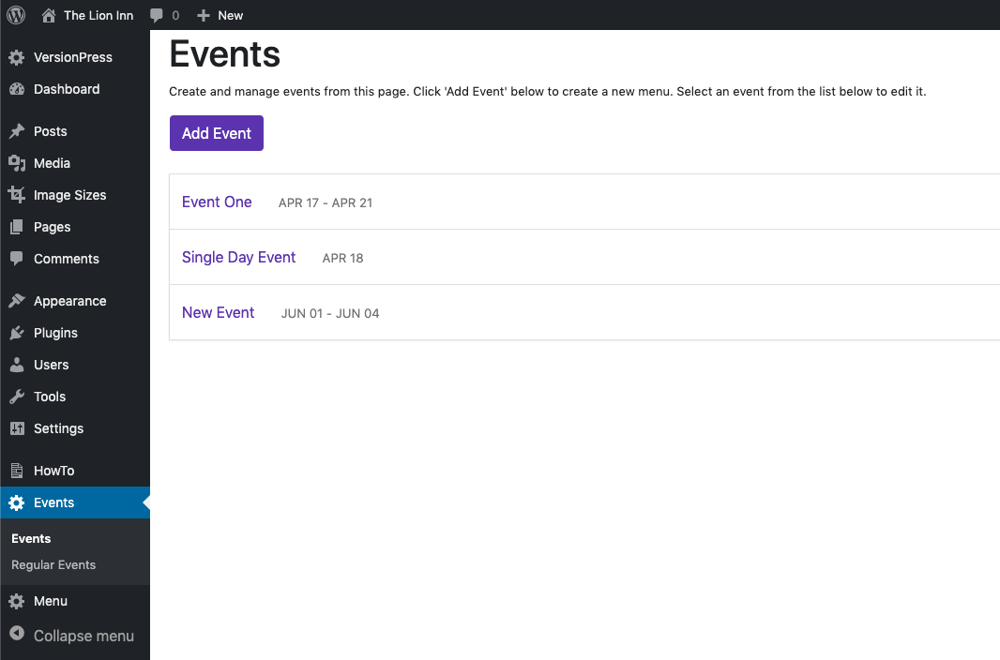 The Lion Inn 0 New
VersionPress
Dashboard
Posts
Media
Image Sizes
Pages
Comments
Appearance
Plugins
Users
Tools
Settings
HowTo
Events
Events
Regular Events
Menu
Collapse menu
Events
Create and manage events from this page. Click 'Add Event' below to create a new menu. Select an event from the list below to edit it.
Add Event
Event One APR 17 - APR 21
Single Day Event APR 18
New Event JUN 01 - JUN 04